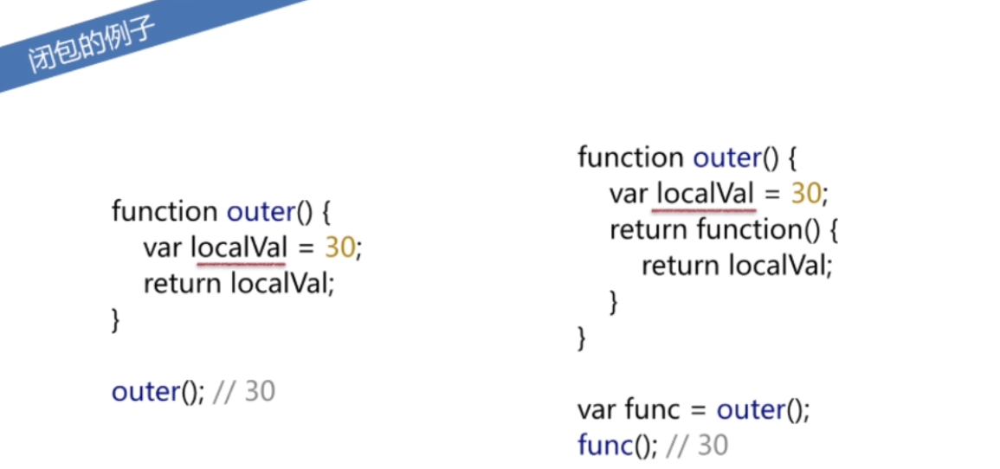 闭包的例子
function outer() {
var localVal = 30;
return localVal;
}
outer(); // 30
function outer() {
var localVal = 30;
return function() {
return localVal;
}
}
var func = outer();
func(); // 30